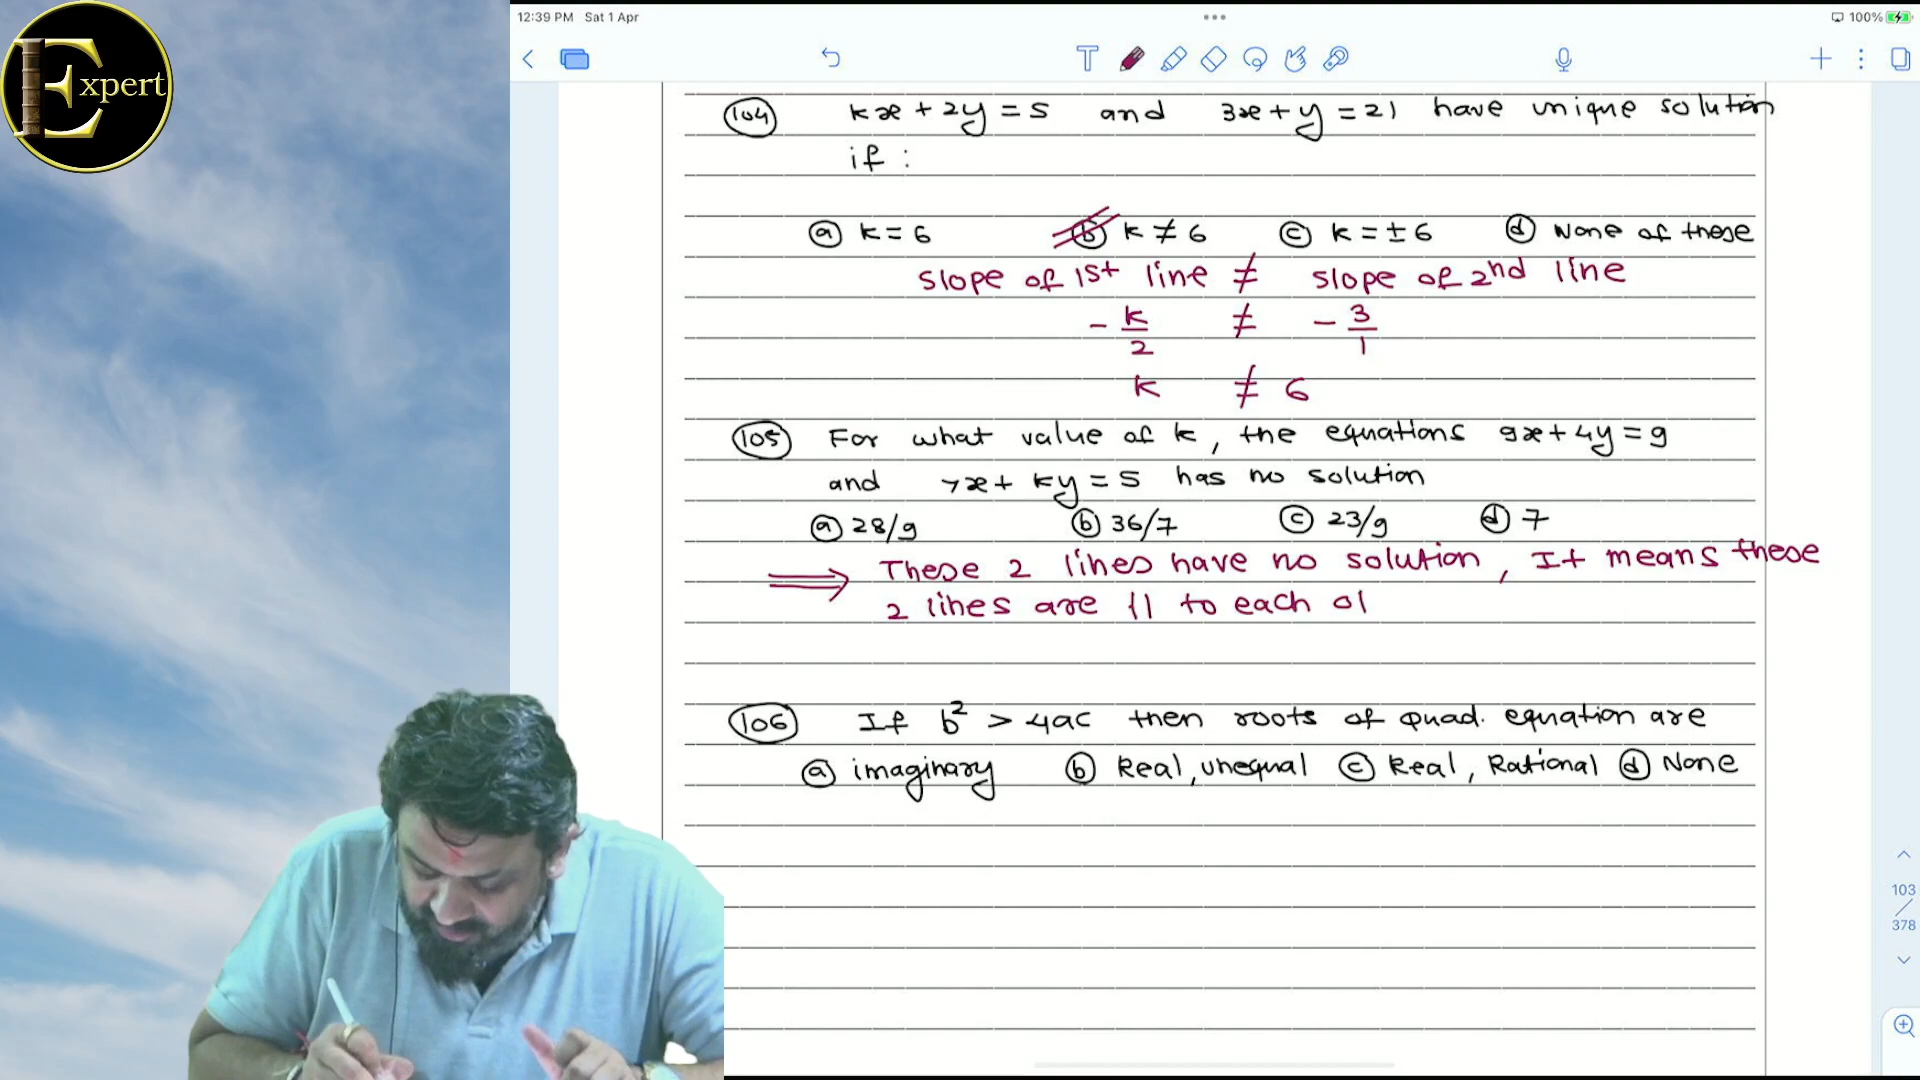 Expert
12:39 PM Sat 1 Apr
100%
104 kx + 2y = 5 and 3x + y = 21 have unique solution
if :
a k = 6 b k ≠ 6 c k = ± 6 d None of these
Slope of 1st line ≠ slope of 2nd line
- k/2 ≠ - 3/1
k ≠ 6
105 For what value of k, the equations 9x + 4y = 9
and 7x + ky = 5 has no solution
a 28/9 b 36/7 c 23/9 d 7
⟹ These 2 lines have no solution, It means these
2 lines are || to each ot
106 If b² > 4ac then roots of quad. equation are
a imaginary b Real, unequal c Real, Rational d None
103
/
378